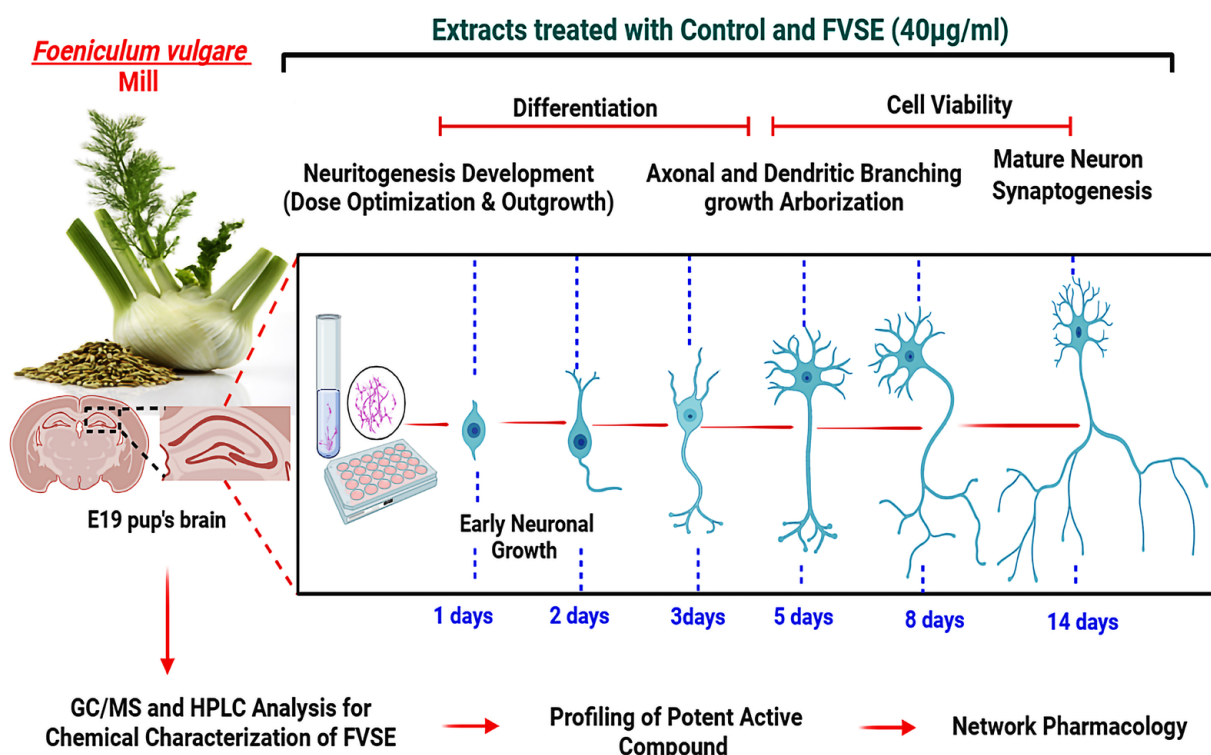 Extracts treated with Control and FVSE (40µg/ml)
Foeniculum vulgare
Mill
Differentiation
Cell Viability
Neuritogenesis Development
(Dose Optimization & Outgrowth)
Axonal and Dendritic Branching
growth Arborization
Mature Neuron
Synaptogenesis
E19 pup's brain
Early Neuronal
Growth
1 days
2 days
3days
5 days
8 days
14 days
GC/MS and HPLC Analysis for
Chemical Characterization of FVSE
Profiling of Potent Active
Compound
Network Pharmacology